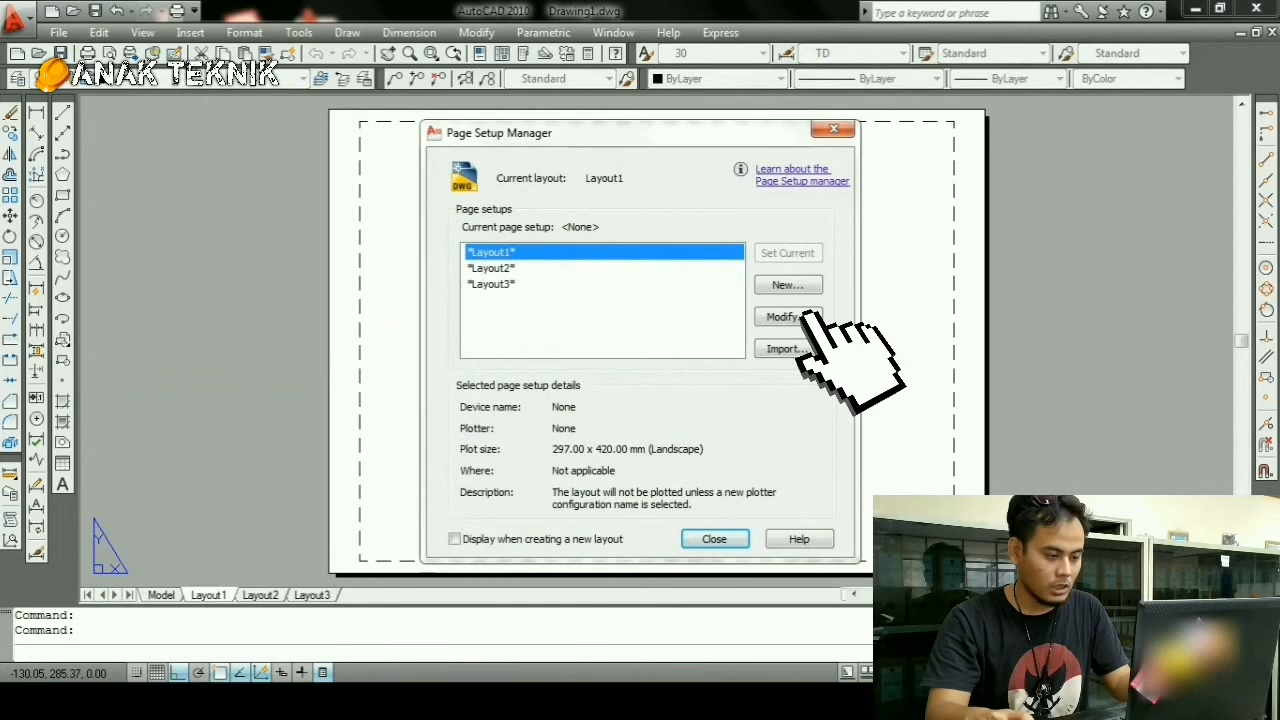 AutoCAD 2010 Drawing1.dwg
Type a keyword or phrase
File Edit View Insert Format Tools Draw Dimension Modify Parametric Window Help Express
30 TD Standard Standard
ANAK TEKNIK
Standard ByLayer ByLayer ByLayer ByColor
Page Setup Manager
DWG
Current layout: Layout1
Learn about the
Page Setup manager
Page setups
Current page setup: <None>
*Layout1*
*Layout2*
*Layout3*
Set Current
New...
Modify
Import...
Selected page setup details
Device name: None
Plotter: None
Plot size: 297.00 x 420.00 mm (Landscape)
Where: Not applicable
Description: The layout will not be plotted unless a new plotter
configuration name is selected.
Display when creating a new layout
Close
Help
Y
X
Model Layout1 Layout2 Layout3
Command:
Command:
-130.05, 285.37, 0.00